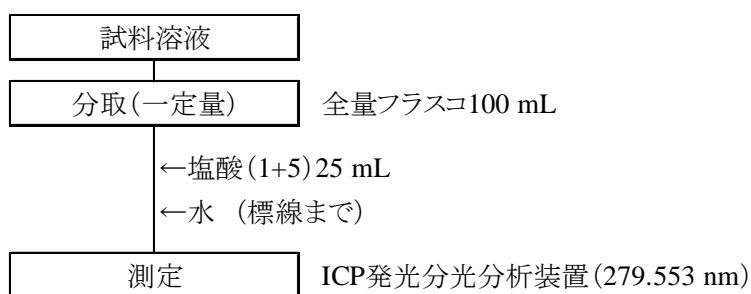 試料溶液
分取(一定量) 全量フラスコ100 mL
←塩酸(1+5)25 mL
←水 (標線まで)
測定 ICP発光分光分析装置(279.553 nm)